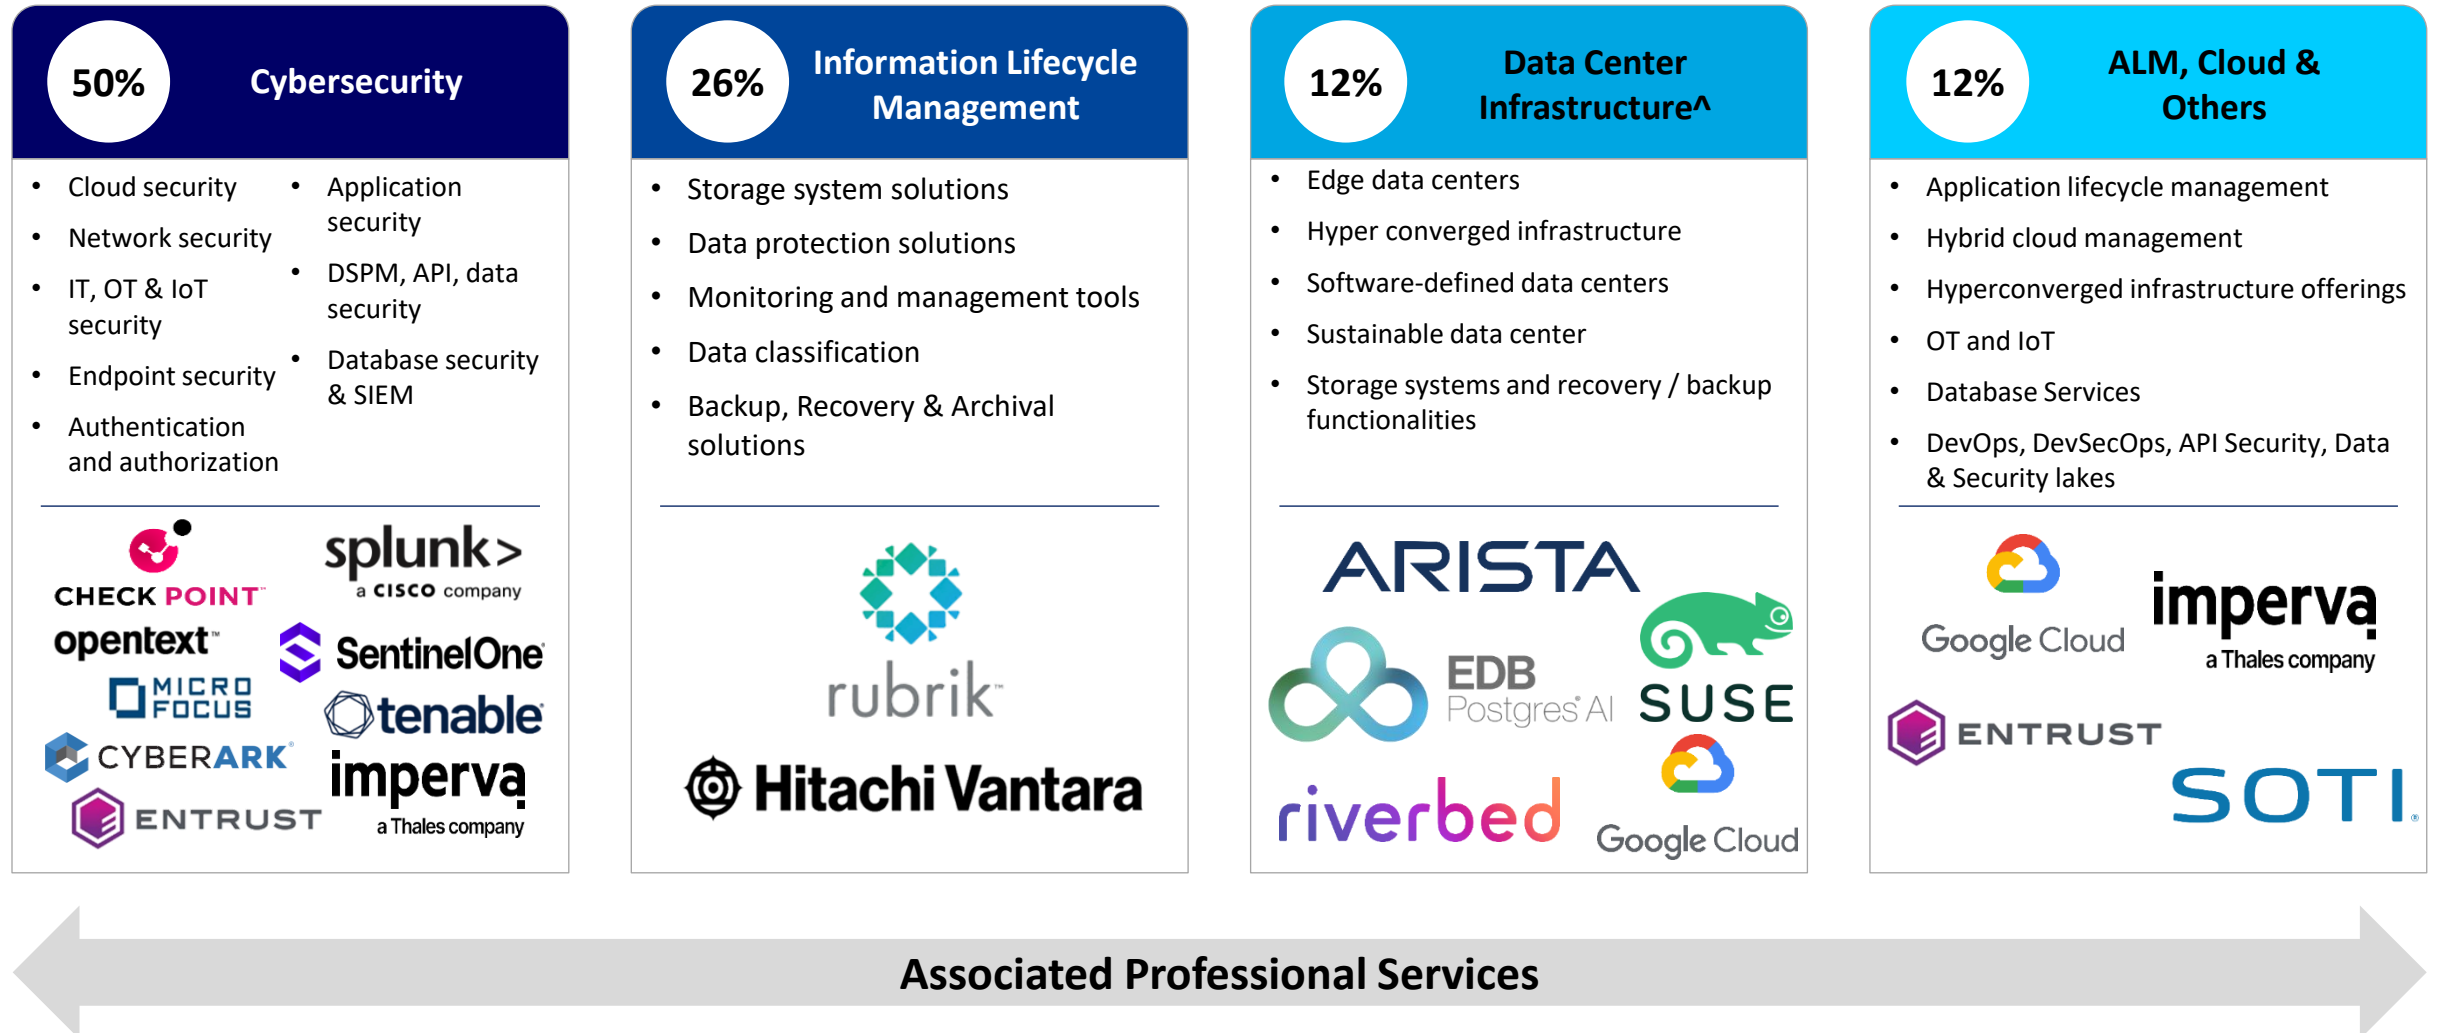 50%
Cybersecurity
• Cloud security
• Network security
• IT, OT & IoT
security
• Endpoint security
• Authentication
and authorization
• Application
security
• DSPM, API, data
security
• Database security
& SIEM
CHECK POINT™
splunk>
a CISCO company
opentext™
SentinelOne®
MICRO
FOCUS
tenable®
CYBERARK®
imperva
a Thales company
ENTRUST
26%
Information Lifecycle
Management
• Storage system solutions
• Data protection solutions
• Monitoring and management tools
• Data classification
• Backup, Recovery & Archival
solutions
rubrik™
Hitachi Vantara
12%
Data Center
Infrastructure^
• Edge data centers
• Hyper converged infrastructure
• Software-defined data centers
• Sustainable data center
• Storage systems and recovery / backup
functionalities
ARISTA
EDB
Postgres® AI
SUSE
riverbed
Google Cloud
12%
ALM, Cloud &
Others
• Application lifecycle management
• Hybrid cloud management
• Hyperconverged infrastructure offerings
• OT and IoT
• Database Services
• DevOps, DevSecOps, API Security, Data
& Security lakes
Google Cloud
imperva
a Thales company
ENTRUST
SOTI®
Associated Professional Services